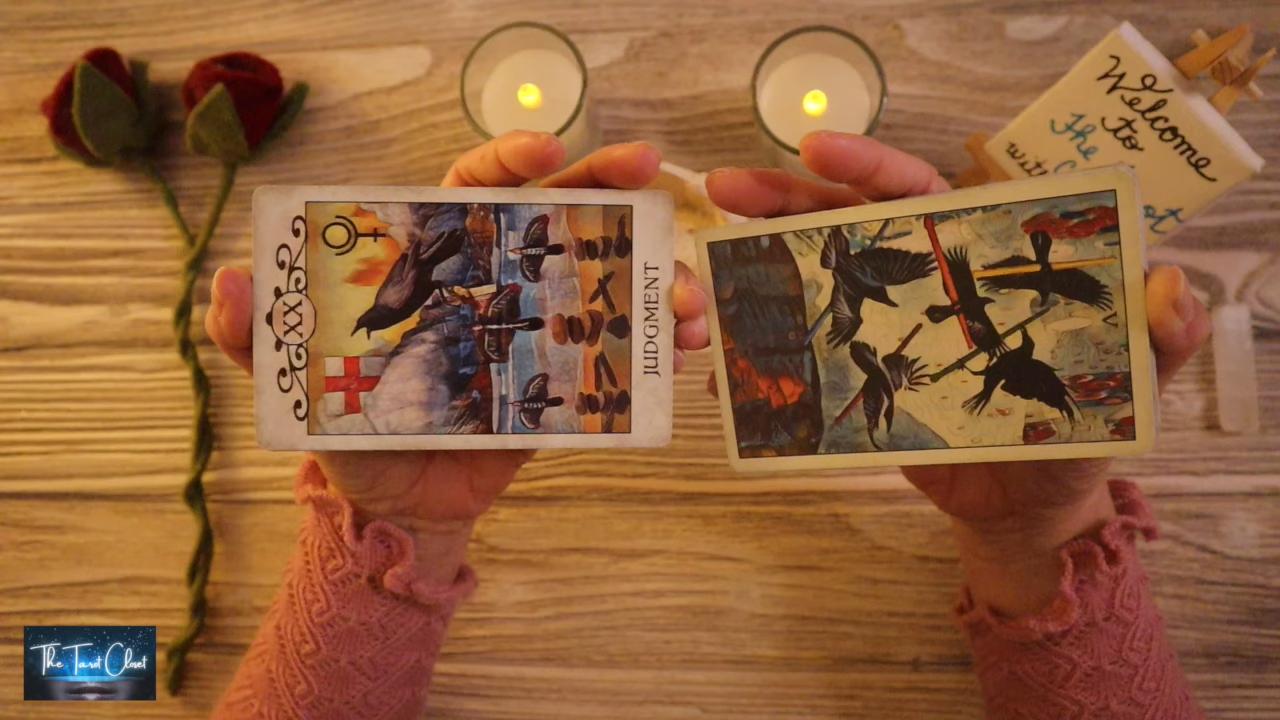 XX
JUDGMENT
V
Welcome
to
The
The Tarot Closet